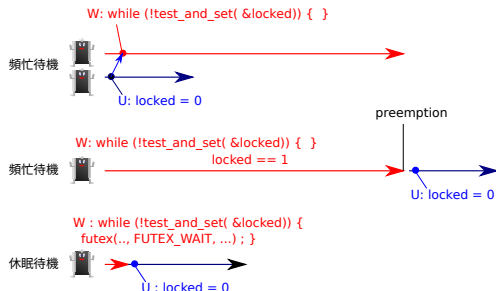 W: while (!test_and_set( &locked)) {  }
頻忙待機
U: locked = 0
preemption
W: while (!test_and_set( &locked)) {  }
locked == 1
頻忙待機
U: locked = 0
W : while (!test_and_set( &locked)) {
futex(.., FUTEX_WAIT, ...) ; }
休眠待機
U : locked = 0